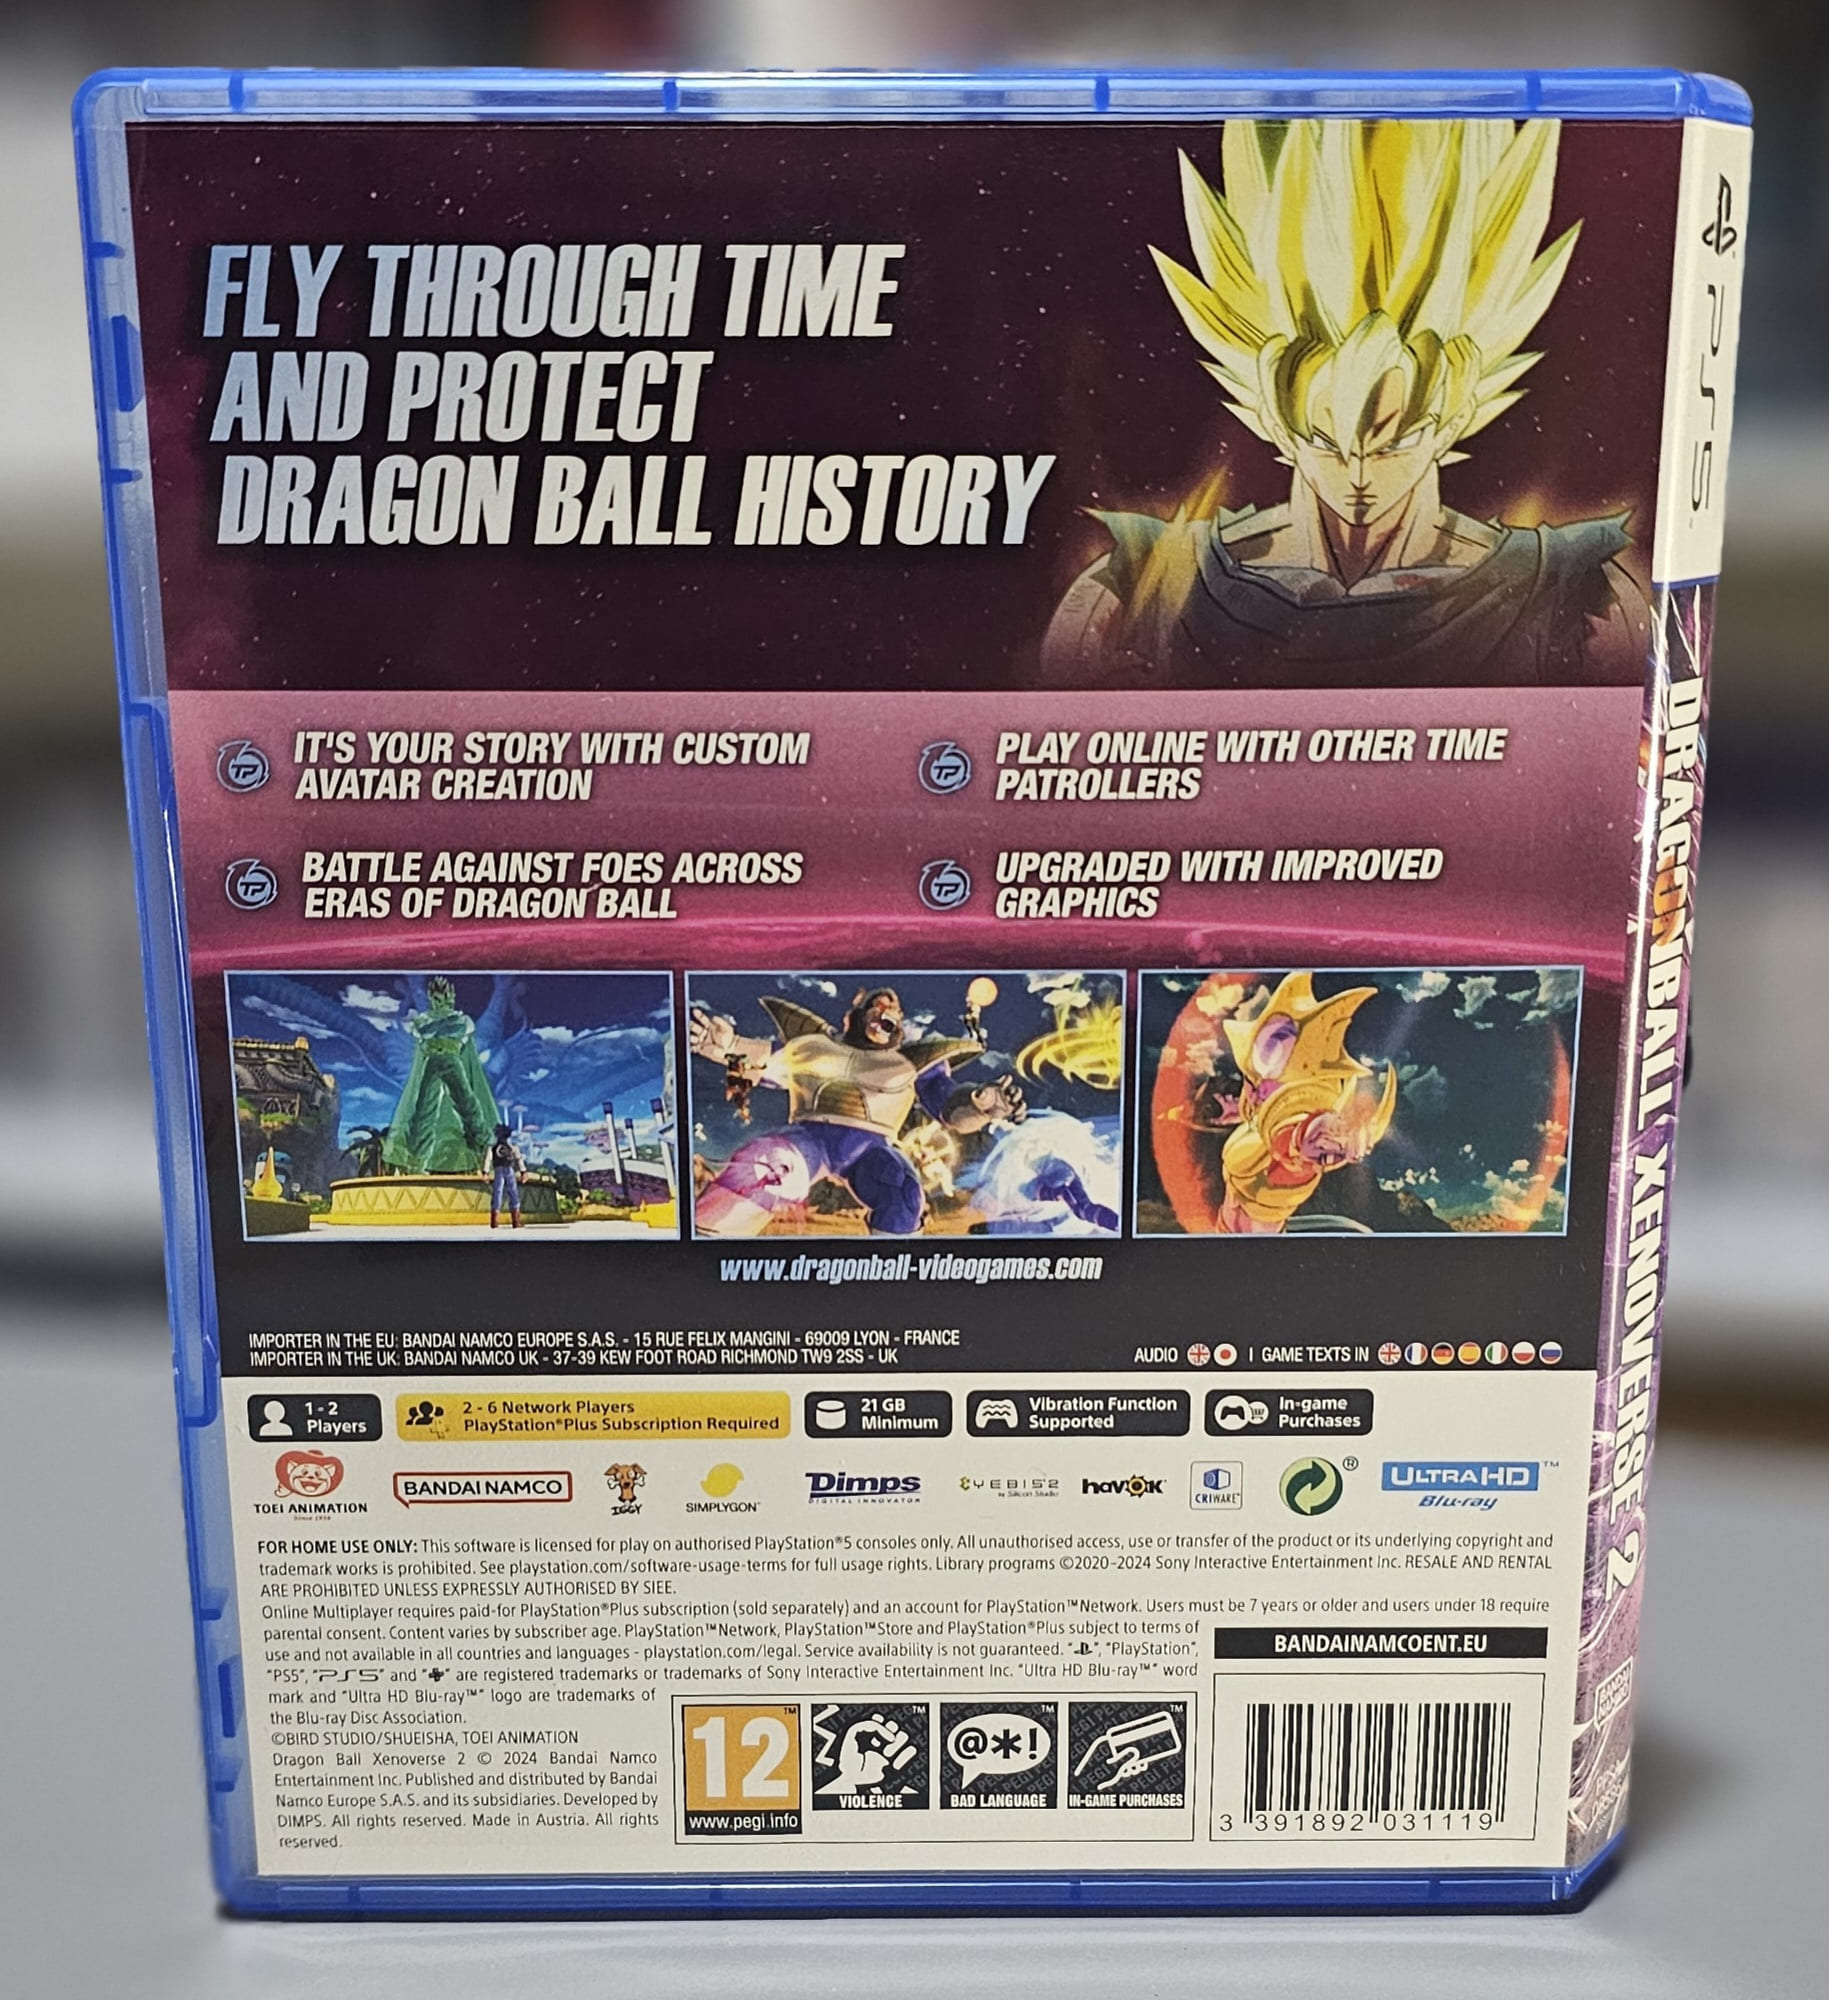 FLY THROUGH TIME
AND PROTECT
DRAGON BALL HISTORY
IT'S YOUR STORY WITH CUSTOM
AVATAR CREATION
PLAY ONLINE WITH OTHER TIME
PATROLLERS
BATTLE AGAINST FOES ACROSS
ERAS OF DRAGON BALL
UPGRADED WITH IMPROVED
GRAPHICS
www.dragonball-videogames.com
IMPORTER IN THE EU: BANDAI NAMCO EUROPE S.A.S. - 15 RUE FELIX MANGINI - 69009 LYON - FRANCE
IMPORTER IN THE UK: BANDAI NAMCO UK - 37-39 KEW FOOT ROAD RICHMOND TW9 2SS - UK
AUDIO | GAME TEXTS IN
1 - 2
Players
2 - 6 Network Players
PlayStation®Plus Subscription Required
21 GB
Minimum
Vibration Function
Supported
In-game
Purchases
TOEI ANIMATION
Since 1956
BANDAI NAMCO
IGGY
SIMPLYGON™
Dimps
DIGITAL INNOVATOR
YEBIS 2
by Silicon Studio
havok™
CRIWARE™
®
ULTRA HD™
Blu-ray
FOR HOME USE ONLY: This software is licensed for play on authorised PlayStation®5 consoles only. All unauthorised access, use or transfer of the product or its underlying copyright and
trademark works is prohibited. See playstation.com/software-usage-terms for full usage rights. Library programs ©2020-2024 Sony Interactive Entertainment Inc. RESALE AND RENTAL
ARE PROHIBITED UNLESS EXPRESSLY AUTHORISED BY SIEE.
Online Multiplayer requires paid-for PlayStation®Plus subscription (sold separately) and an account for PlayStation™Network. Users must be 7 years or older and users under 18 require
parental consent. Content varies by subscriber age. PlayStation™Network, PlayStation™Store and PlayStation®Plus subject to terms of
use and not available in all countries and languages - playstation.com/legal. Service availability is not guaranteed. "", "PlayStation",
"PS5", "PS5" and "" are registered trademarks or trademarks of Sony Interactive Entertainment Inc. "Ultra HD Blu-ray™" word
mark and "Ultra HD Blu-ray™" logo are trademarks of
the Blu-ray Disc Association.
©BIRD STUDIO/SHUEISHA, TOEI ANIMATION
Dragon Ball Xenoverse 2 © 2024 Bandai Namco
Entertainment Inc. Published and distributed by Bandai
Namco Europe S.A.S. and its subsidiaries. Developed by
DIMPS. All rights reserved. Made in Austria. All rights
reserved.
12™
www.pegi.info
VIOLENCE
@*!
BAD LANGUAGE
IN-GAME PURCHASES
BANDAINAMCOENT.EU
3 391892 031119
PS5
DRAGON BALL XENOVERSE 2
BANDAI NAMCO